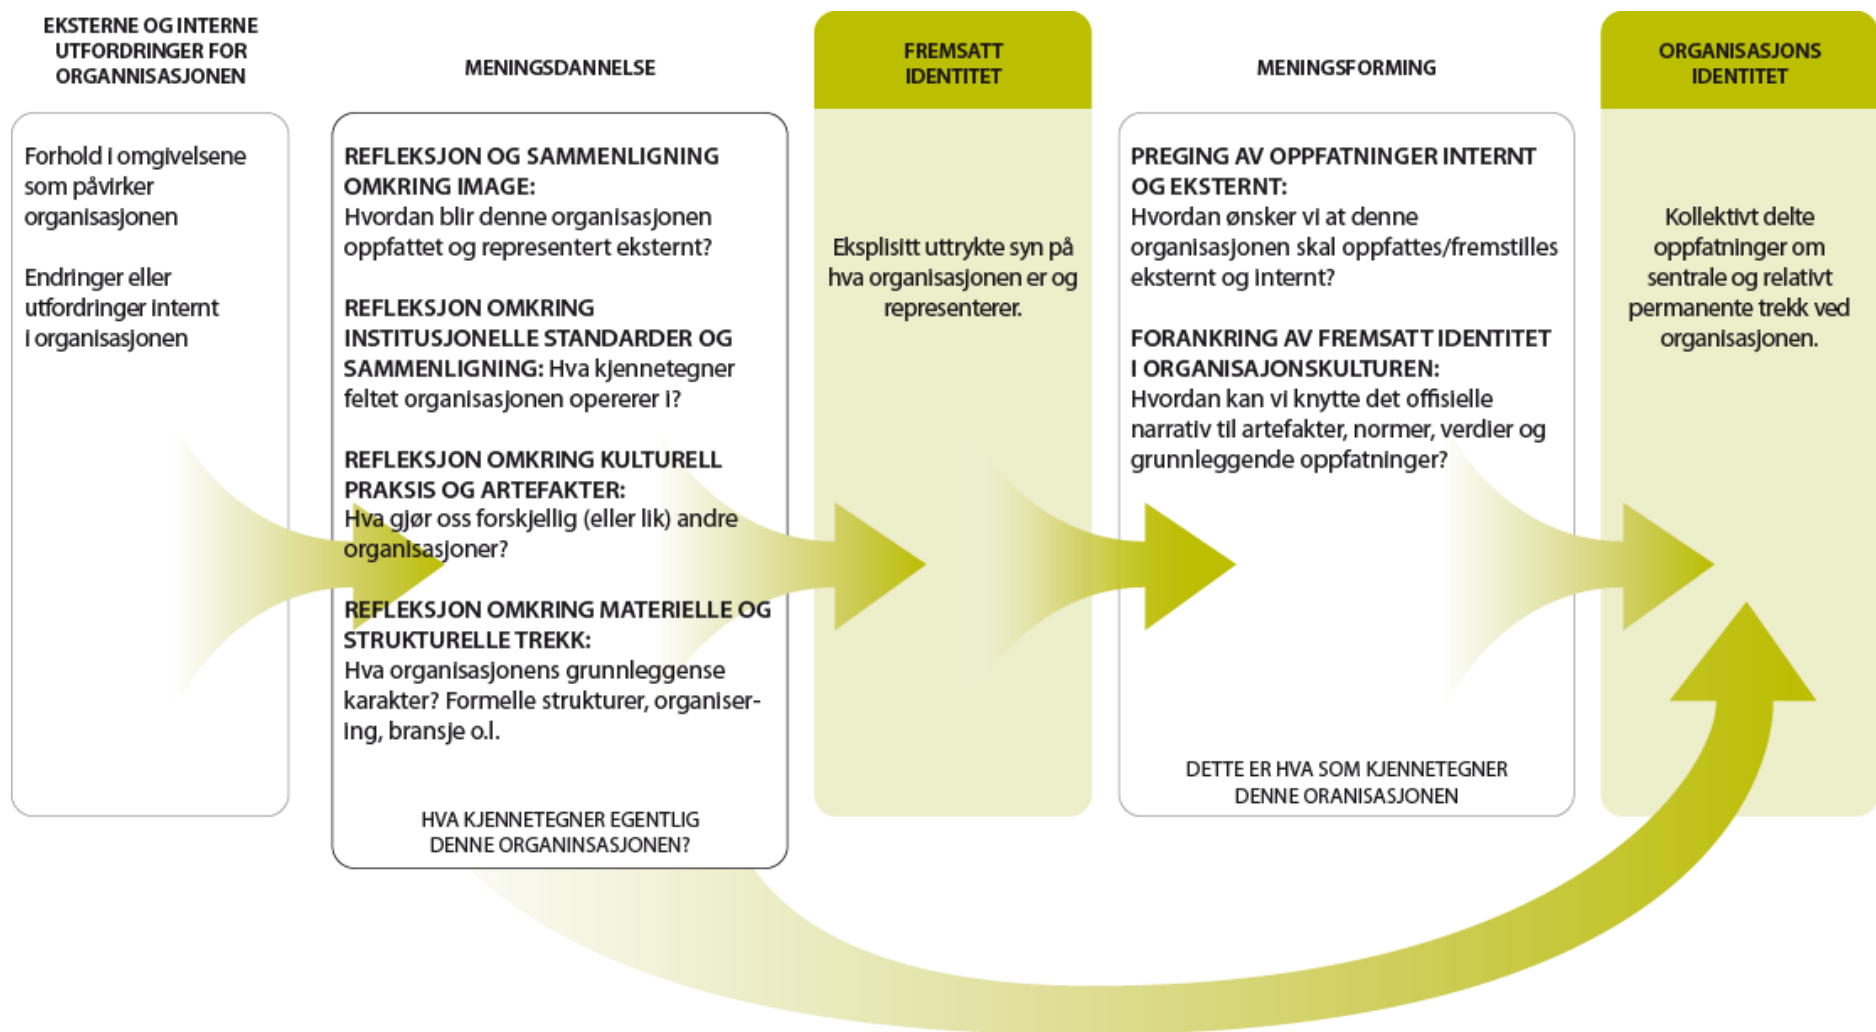 EKSTERNE OG INTERNE
UTFORDRINGER FOR
ORGANNISASJONEN
Forhold i omgivelsene
som påvirker
organisasjonen
Endringer eller
utfordringer internt
i organisasjonen
MENINGSDANNELSE
REFLEKSJON OG SAMMENLIGNING
OMKRING IMAGE:
Hvordan blir denne organisasjonen
oppfattet og representert eksternt?
REFLEKSJON OMKRING
INSTITUSJONELLE STANDARDER OG
SAMMENLIGNING: Hva kjennetegner
feltet organisasjonen opererer i?
REFLEKSJON OMKRING KULTURELL
PRAKSIS OG ARTEFAKTER:
Hva gjør oss forskjellig (eller lik) andre
organisasjoner?
REFLEKSJON OMKRING MATERIELLE OG
STRUKTURELLE TREKK:
Hva organisasjonens grunnleggense
karakter? Formelle strukturer, organiser-
ing, bransje o.l.
HVA KJENNETEGNER EGENTLIG
DENNE ORGANINSASJONEN?
FREMSATT
IDENTITET
Eksplisitt uttrykte syn på
hva organisasjonen er og
representerer.
MENINGSFORMING
PREGING AV OPPFATNINGER INTERNT
OG EKSTERNT:
Hvordan ønsker vi at denne
organisasjonen skal oppfattes/fremstilles
eksternt og internt?
FORANKRING AV FREMSATT IDENTITET
I ORGANISAJONSKULTUREN:
Hvordan kan vi knytte det offisielle
narrativ til artefakter, normer, verdier og
grunnleggende oppfatninger?
DETTE ER HVA SOM KJENNETEGNER
DENNE ORANISASJONEN
ORGANISASJONS
IDENTITET
Kollektivt delte
oppfatninger om
sentrale og relativt
permanente trekk ved
organisasjonen.